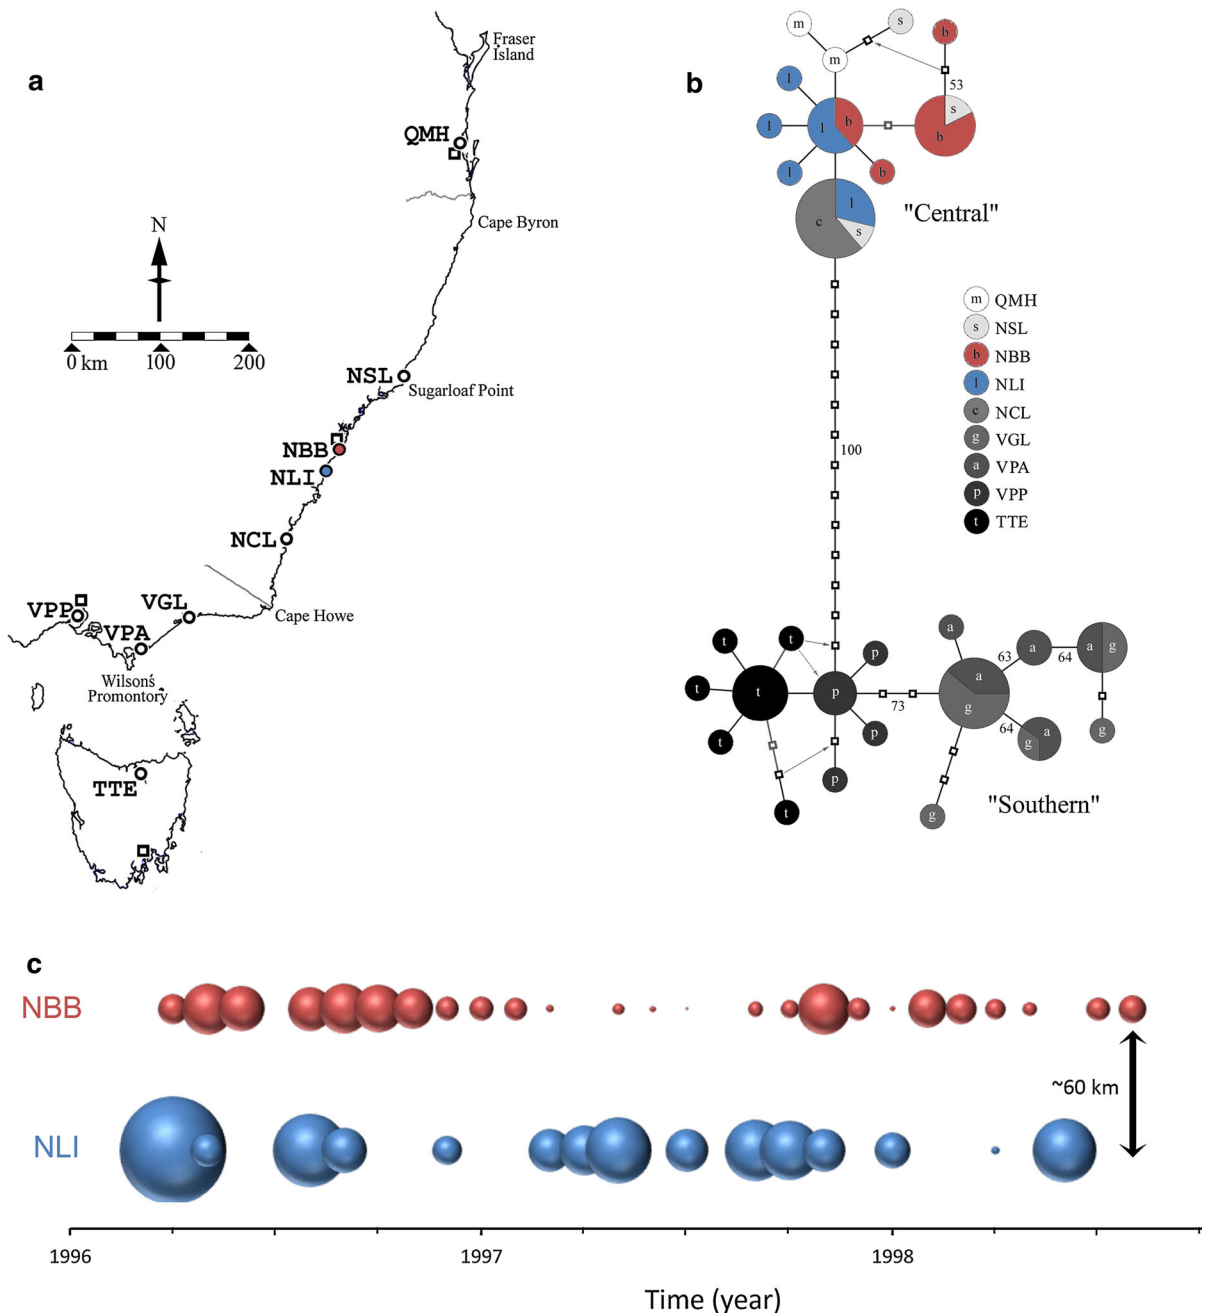 a
Fraser
Island
QMH
Cape Byron
N
0 km
100
200
NSL
Sugarloaf Point
NBB
NLI
NCL
VPP
VGL
Cape Howe
VPA
Wilson's
Promontory
TTE
b
m
s
b
m
53
l
s
l
l
b
b
l
b
l
c
s
"Central"
m QMH
s NSL
b NBB
l NLI
c NCL
g VGL
a VPA
p VPP
t TTE
100
t
t
p
a
a
a
g
63
64
t
t
p
a
g
73
t
p
64
g
a
g
p
t
g
"Southern"
c
NBB
~60 km
NLI
1996
1997
1998
Time (year)